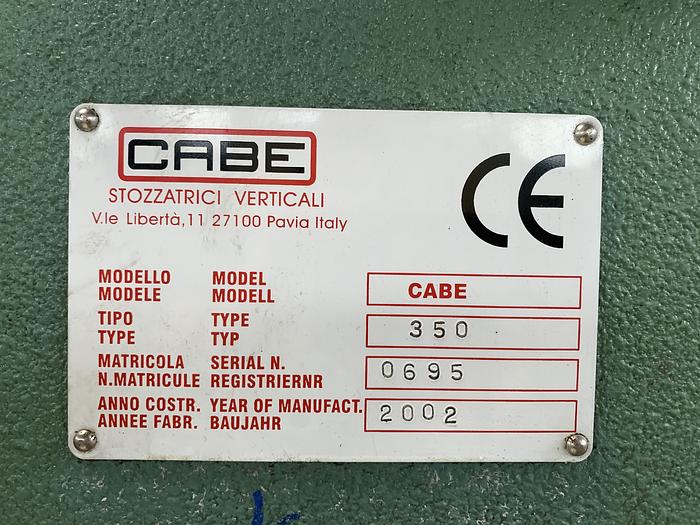 CABE
CE
STOZZATRICI VERTICALI
V.le Libertà,11 27100 Pavia Italy
MODELLO MODEL CABE
MODELE MODELL
TIPO TYPE 350
TYPE TYP
MATRICOLA SERIAL N. 0695
N.MATRICULE REGISTRIERNR
ANNO COSTR. YEAR OF MANUFACT. 2002
ANNEE FABR. BAUJAHR